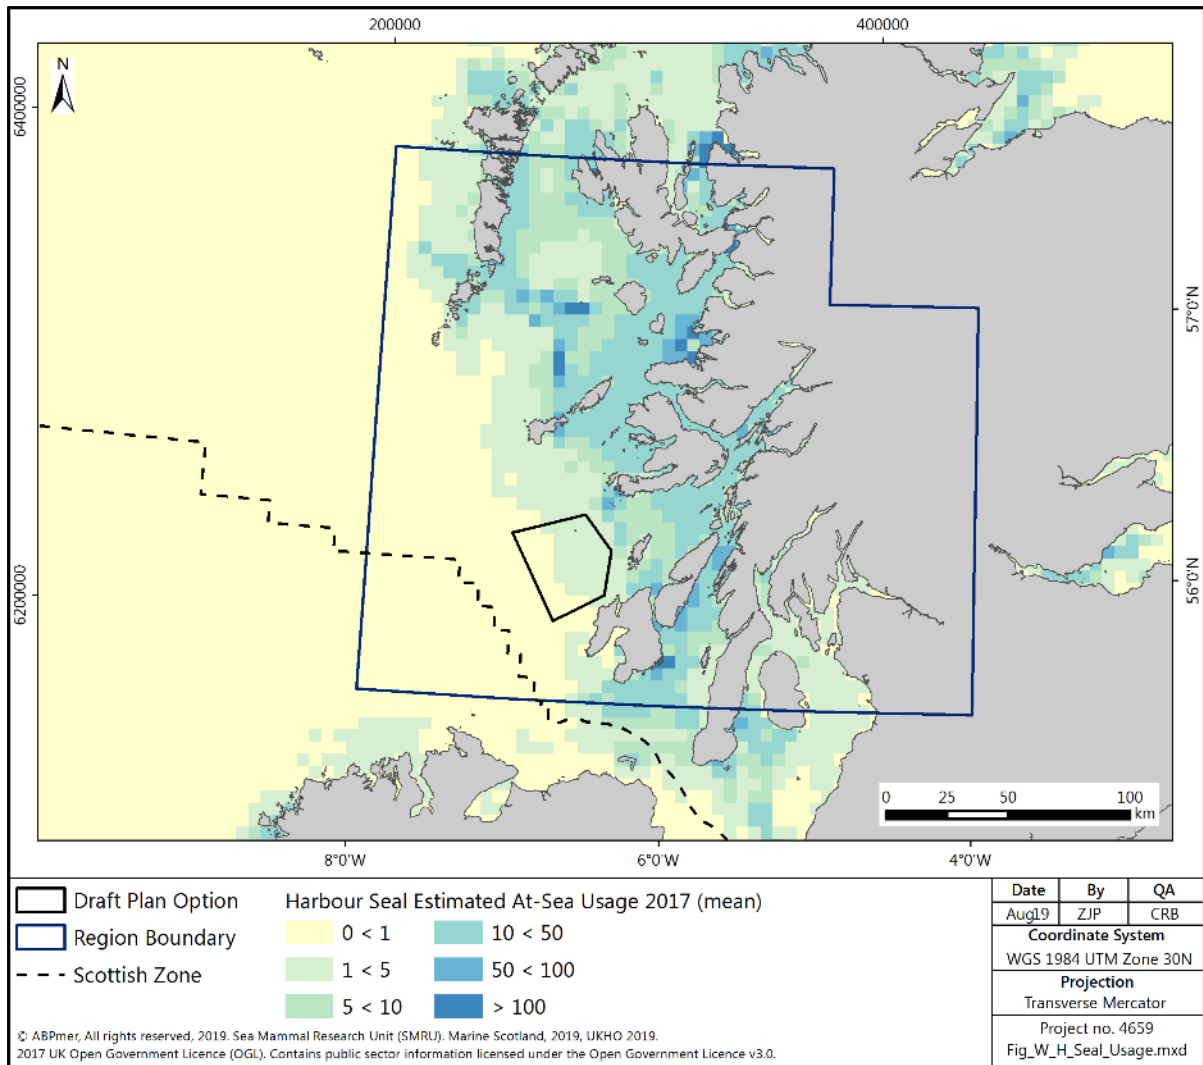 200000
400000
N
6400000
57°0'N
6200000
56°0'N
0
25
50
100
km
8°0'W
6°0'W
4°0'W
Draft Plan Option
Region Boundary
Scottish Zone
Harbour Seal Estimated At-Sea Usage 2017 (mean)
0 < 1
10 < 50
1 < 5
50 < 100
5 < 10
> 100
Date
By
QA
Aug19
ZJP
CRB
Coordinate System
WGS 1984 UTM Zone 30N
Projection
Transverse Mercator
Project no. 4659
Fig_W_H_Seal_Usage.mxd
© ABPmer, All rights reserved, 2019. Sea Mammal Research Unit (SMRU). Marine Scotland, 2019, UKHO 2019.
2017 UK Open Government Licence (OGL). Contains public sector information licensed under the Open Government Licence v3.0.